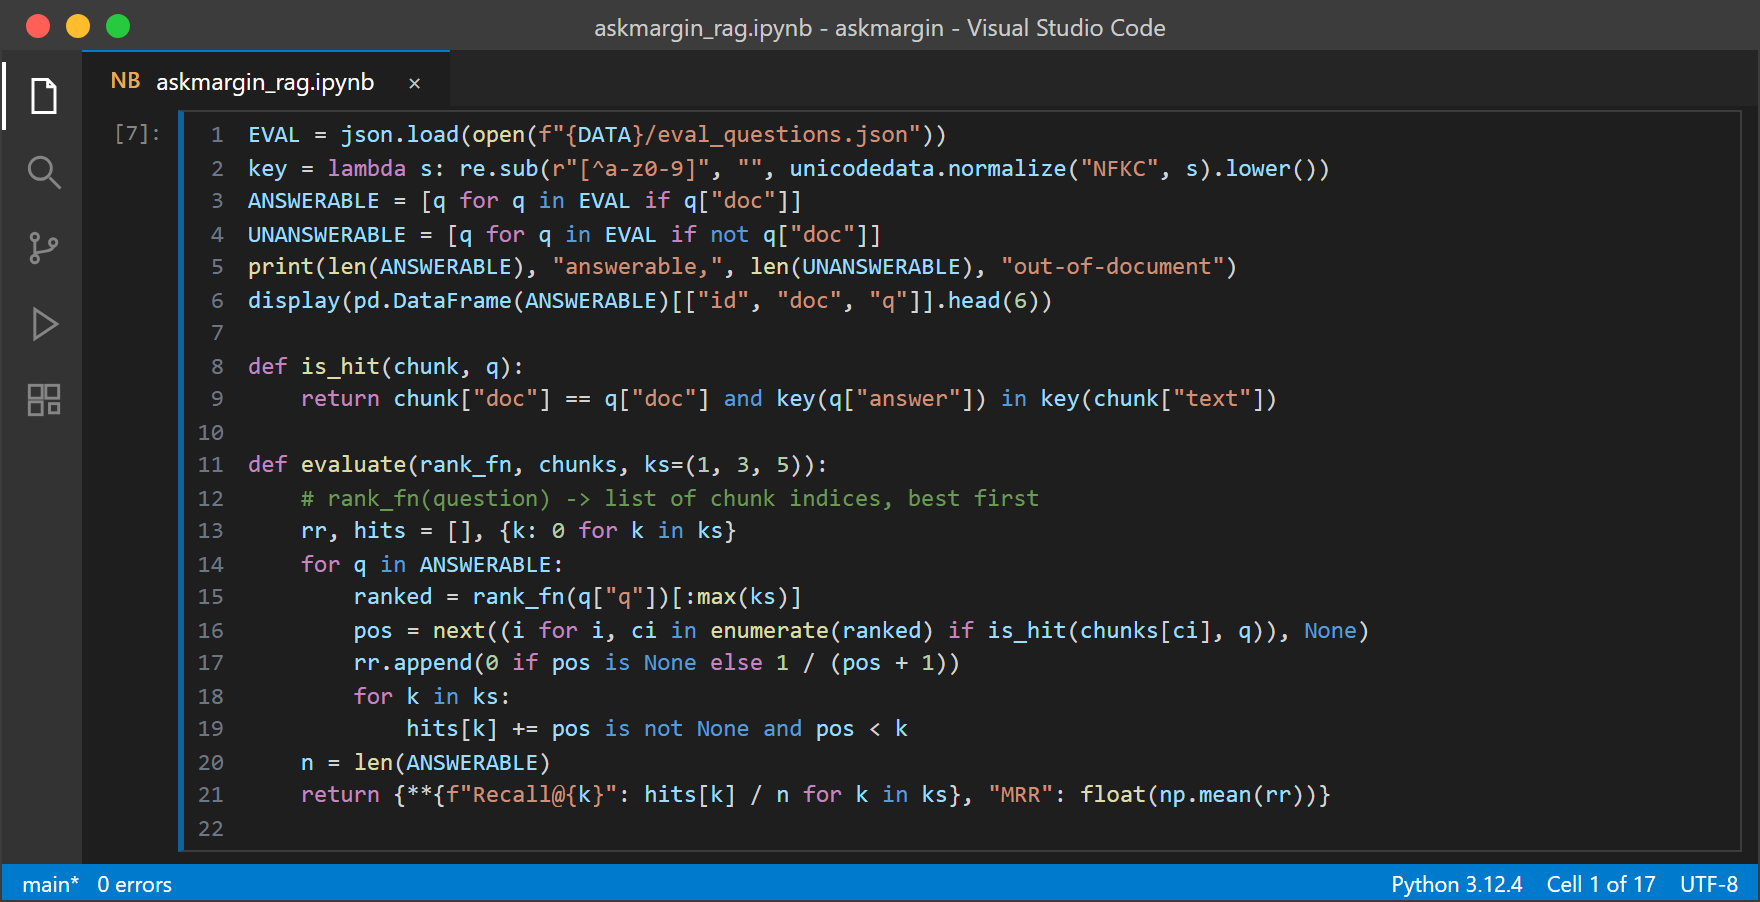 askmargin_rag.ipynb - askmargin - Visual Studio Code
NB askmargin_rag.ipynb ×
[7]:
1 EVAL = json.load(open(f"{DATA}/eval_questions.json"))
2 key = lambda s: re.sub(r"[^a-z0-9]", "", unicodedata.normalize("NFKC", s).lower())
3 ANSWERABLE = [q for q in EVAL if q["doc"]]
4 UNANSWERABLE = [q for q in EVAL if not q["doc"]]
5 print(len(ANSWERABLE), "answerable,", len(UNANSWERABLE), "out-of-document")
6 display(pd.DataFrame(ANSWERABLE)[["id", "doc", "q"]].head(6))
7
8 def is_hit(chunk, q):
9     return chunk["doc"] == q["doc"] and key(q["answer"]) in key(chunk["text"])
10
11 def evaluate(rank_fn, chunks, ks=(1, 3, 5)):
12     # rank_fn(question) -> list of chunk indices, best first
13     rr, hits = [], {k: 0 for k in ks}
14     for q in ANSWERABLE:
15         ranked = rank_fn(q["q"])[:max(ks)]
16         pos = next((i for i, ci in enumerate(ranked) if is_hit(chunks[ci], q)), None)
17         rr.append(0 if pos is None else 1 / (pos + 1))
18         for k in ks:
19             hits[k] += pos is not None and pos < k
20     n = len(ANSWERABLE)
21     return {**{f"Recall@{k}": hits[k] / n for k in ks}, "MRR": float(np.mean(rr))}
22
main* 0 errors Python 3.12.4 Cell 1 of 17 UTF-8